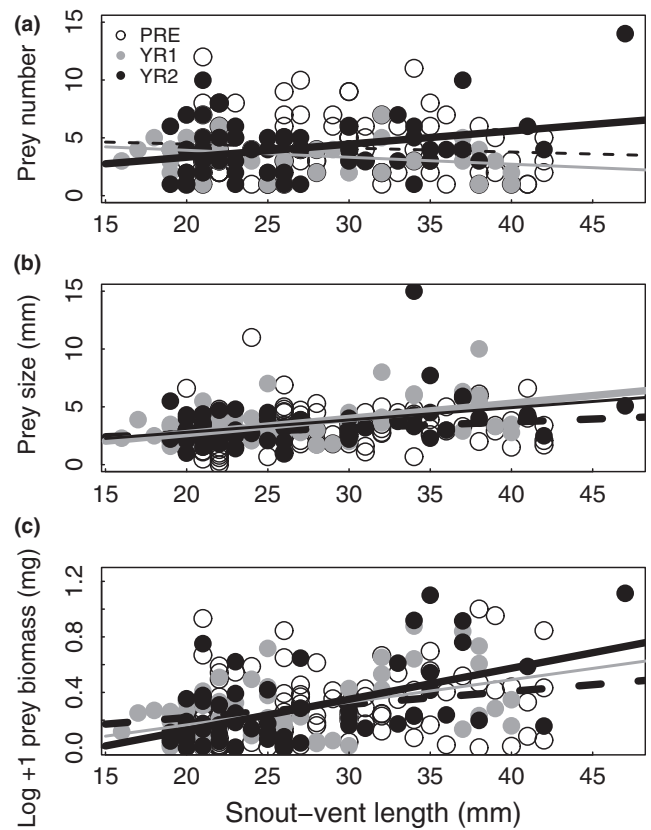 (a)
Prey number
15
10
5
0
PRE
YR1
YR2
15 20 25 30 35 40 45
(b)
Prey size (mm)
15
10
5
0
15 20 25 30 35 40 45
(c)
Log +1 prey biomass (mg)
1.2
0.8
0.4
0.0
15 20 25 30 35 40 45
Snout–vent length (mm)